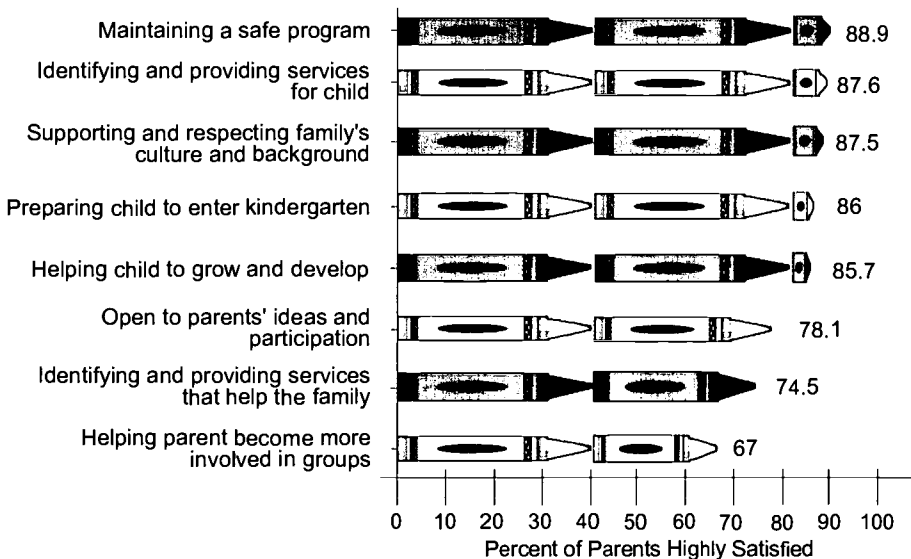 Maintaining a safe program
88.9
Identifying and providing services
for child
87.6
Supporting and respecting family's
culture and background
87.5
Preparing child to enter kindergarten
86
Helping child to grow and develop
85.7
Open to parents' ideas and
participation
78.1
Identifying and providing services
that help the family
74.5
Helping parent become more
involved in groups
67
0 10 20 30 40 50 60 70 80 90 100
Percent of Parents Highly Satisfied